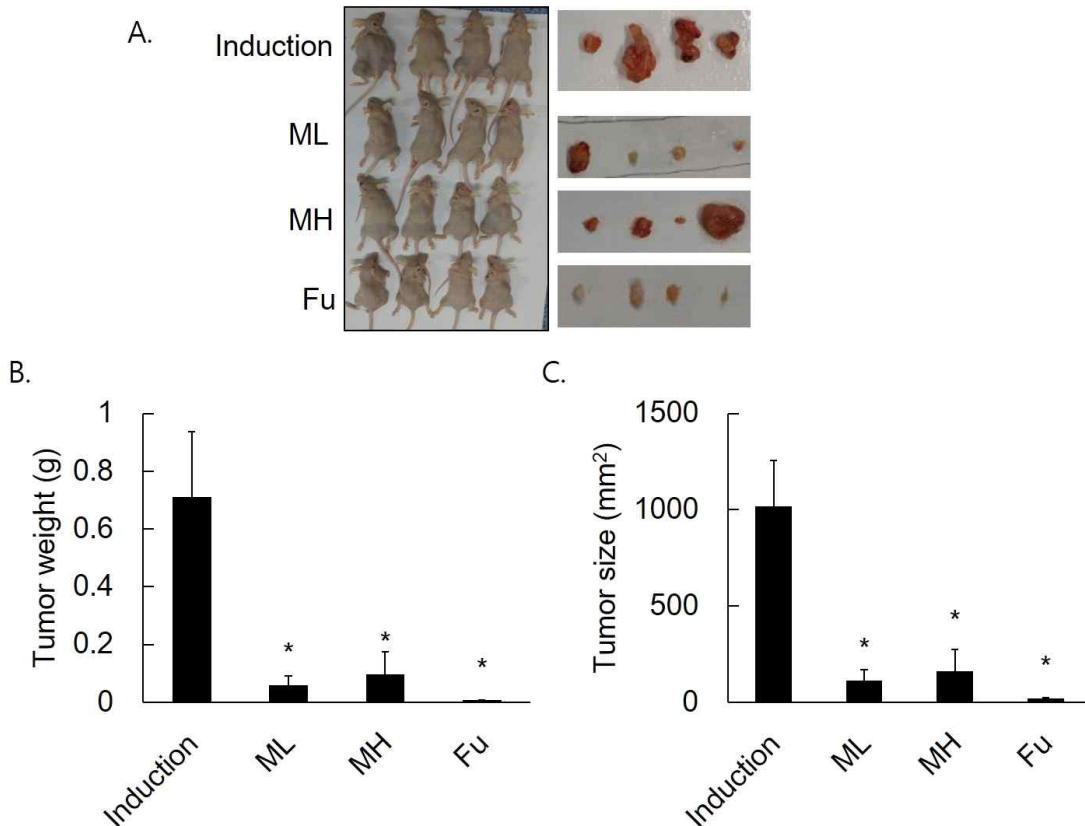 A.
Induction
ML
MH
Fu
B.
Tumor weight (g)
1
0.8
0.6
0.4
0.2
0
*
*
*
Induction
ML
MH
Fu
C.
Tumor size (mm²)
1500
1000
500
0
*
*
*
Induction
ML
MH
Fu